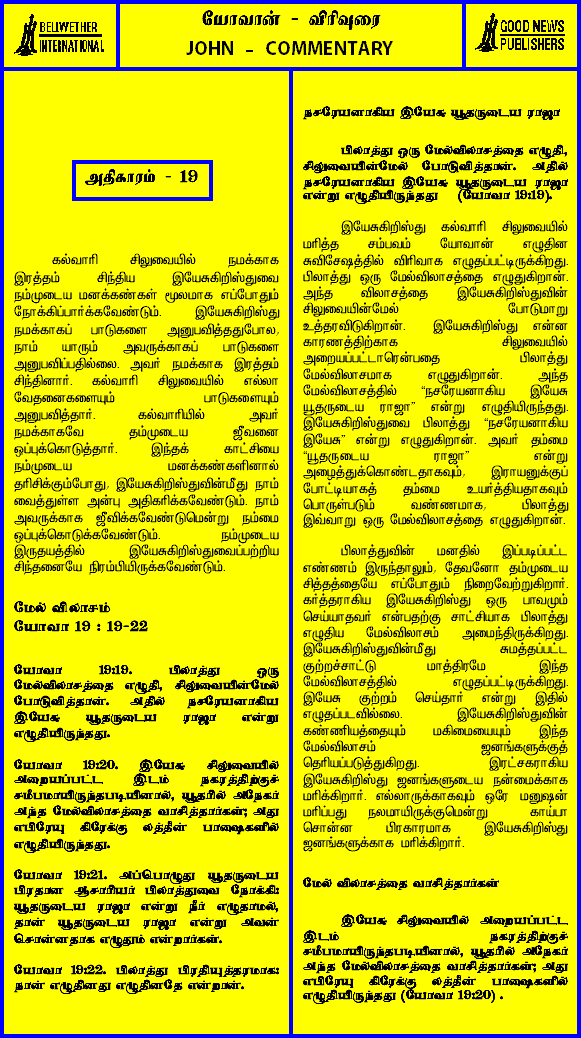 BELLWETHER
INTERNATIONAL
யோவான் - விரிவுரை
JOHN - COMMENTARY
GOOD NEWS
PUBLISHERS
அதிகாரம் - 19
கல்வாரி சிலுவையில் நமக்காக
இரத்தம் சிந்திய இயேசுகிறிஸ்துவை
நம்முடைய மனக்கண்கள் மூலமாக எப்போதும்
நோக்கிப்பார்க்கவேண்டும். இயேசுகிறிஸ்து
நமக்காகப் பாடுகளை அனுபவித்ததுபோல,
நாம் யாரும் அவருக்காகப் பாடுகளை
அனுபவிப்பதில்லை. அவர் நமக்காக இரத்தம்
சிந்தினார். கல்வாரி சிலுவையில் எல்லா
வேதனைகளையும் பாடுகளையும்
அனுபவித்தார். கல்வாரியில் அவர்
நமக்காகவே தம்முடைய ஜீவனை
ஒப்புக்கொடுத்தார். இந்தக் காட்சியை
நம்முடைய மனக்கண்களினால்
தரிசிக்கும்போது, இயேசுகிறிஸ்துவின்மீது நாம்
வைத்துள்ள அன்பு அதிகரிக்கவேண்டும். நாம்
அவருக்காக ஜீவிக்கவேண்டுமென்று நம்மை
ஒப்புக்கொடுக்கவேண்டும். நம்முடைய
இருதயத்தில் இயேசுகிறிஸ்துவைப்பற்றிய
சிந்தனையே நிரம்பியிருக்கவேண்டும்.
மேல் விலாசம்
யோவா 19 : 19-22
யோவா 19:19. பிலாத்து ஒரு
மேல்விலாசத்தை எழுதி, சிலுவையின்மேல்
போடுவித்தான். அதில் நசரேயனாகிய
இயேசு யூதருடைய ராஜா என்று
எழுதியிருந்தது.
யோவா 19:20. இயேசு சிலுவையில்
அறையப்பட்ட இடம் நகரத்திற்குச்
சமீபமாயிருந்தபடியினால், யூதரில் அநேகர்
அந்த மேல்விலாசத்தை வாசித்தார்கள்; அது
எபிரேயு கிரேக்கு லத்தீன் பாஷைகளில்
எழுதியிருந்தது.
யோவா 19:21. அப்பொழுது யூதருடைய
பிரதான ஆசாரியர் பிலாத்துவை நோக்கி:
யூதருடைய ராஜா என்று நீர் எழுதாமல்,
தான் யூதருடைய ராஜா என்று அவன்
சொன்னதாக எழுதும் என்றார்கள்.
யோவா 19:22. பிலாத்து பிரதியுத்தரமாக:
நான் எழுதினது எழுதினதே என்றான்.
நசரேயனாகிய இயேசு யூதருடைய ராஜா
பிலாத்து ஒரு மேல்விலாசத்தை எழுதி,
சிலுவையின்மேல் போடுவித்தான். அதில்
நசரேயனாகிய இயேசு யூதருடைய ராஜா
என்று எழுதியிருந்தது (யோவா 19:19).
இயேசுகிறிஸ்து கல்வாரி சிலுவையில்
மரித்த சம்பவம் யோவான் எழுதின
சுவிசேஷத்தில் விரிவாக எழுதப்பட்டிருக்கிறது.
பிலாத்து ஒரு மேல்விலாசத்தை எழுதுகிறான்.
அந்த விலாசத்தை இயேசுகிறிஸ்துவின்
சிலுவையின்மேல் போடுமாறு
உத்தரவிடுகிறான். இயேசுகிறிஸ்து என்ன
காரணத்திற்காக சிலுவையில்
அறையப்பட்டாரென்பதை பிலாத்து
மேல்விலாசமாக எழுதுகிறான். அந்த
மேல்விலாசத்தில் “நசரேயனாகிய இயேசு
யூதருடைய ராஜா” என்று எழுதியிருந்தது.
இயேசுகிறிஸ்துவை பிலாத்து “நசரேயனாகிய
இயேசு” என்று எழுதுகிறான். அவர் தம்மை
“யூதருடைய ராஜா” என்று
அழைத்துக்கொண்டதாகவும், இராயனுக்குப்
போட்டியாகத் தம்மை உயர்த்தியதாகவும்
பொருள்படும் வண்ணமாக, பிலாத்து
இவ்வாறு ஒரு மேல்விலாசத்தை எழுதுகிறான்.
பிலாத்துவின் மனதில் இப்படிப்பட்ட
எண்ணம் இருந்தாலும், தேவனோ தம்முடைய
சித்தத்தையே எப்போதும் நிறைவேற்றுகிறார்.
கர்த்தராகிய இயேசுகிறிஸ்து ஒரு பாவமும்
செய்யாதவர் என்பதற்கு சாட்சியாக பிலாத்து
எழுதிய மேல்விலாசம் அமைந்திருக்கிறது.
இயேசுகிறிஸ்துவின்மீது சுமத்தப்பட்ட
குற்றச்சாட்டு மாத்திரமே இந்த
மேல்விலாசத்தில் எழுதப்பட்டிருக்கிறது.
இயேசு குற்றம் செய்தார் என்று இதில்
எழுதப்படவில்லை. இயேசுகிறிஸ்துவின்
கண்ணியத்தையும் மகிமையையும் இந்த
மேல்விலாசம் ஜனங்களுக்குத்
தெரியப்படுத்துகிறது. இரட்சகராகிய
இயேசுகிறிஸ்து ஜனங்களுடைய நன்மைக்காக
மரிக்கிறார். எல்லாருக்காகவும் ஒரே மனுஷன்
மரிப்பது நலமாயிருக்குமென்று காய்பா
சொன்ன பிரகாரமாக இயேசுகிறிஸ்து
ஜனங்களுக்காக மரிக்கிறார்.
மேல் விலாசத்தை வாசித்தார்கள்
இயேசு சிலுவையில் அறையப்பட்ட
இடம் நகரத்திற்குச்
சமீபமாயிருந்தபடியினால், யூதரில் அநேகர்
அந்த மேல்விலாசத்தை வாசித்தார்கள்; அது
எபிரேயு கிரேக்கு லத்தீன் பாஷைகளில்
எழுதியிருந்தது (யோவா 19:20) .